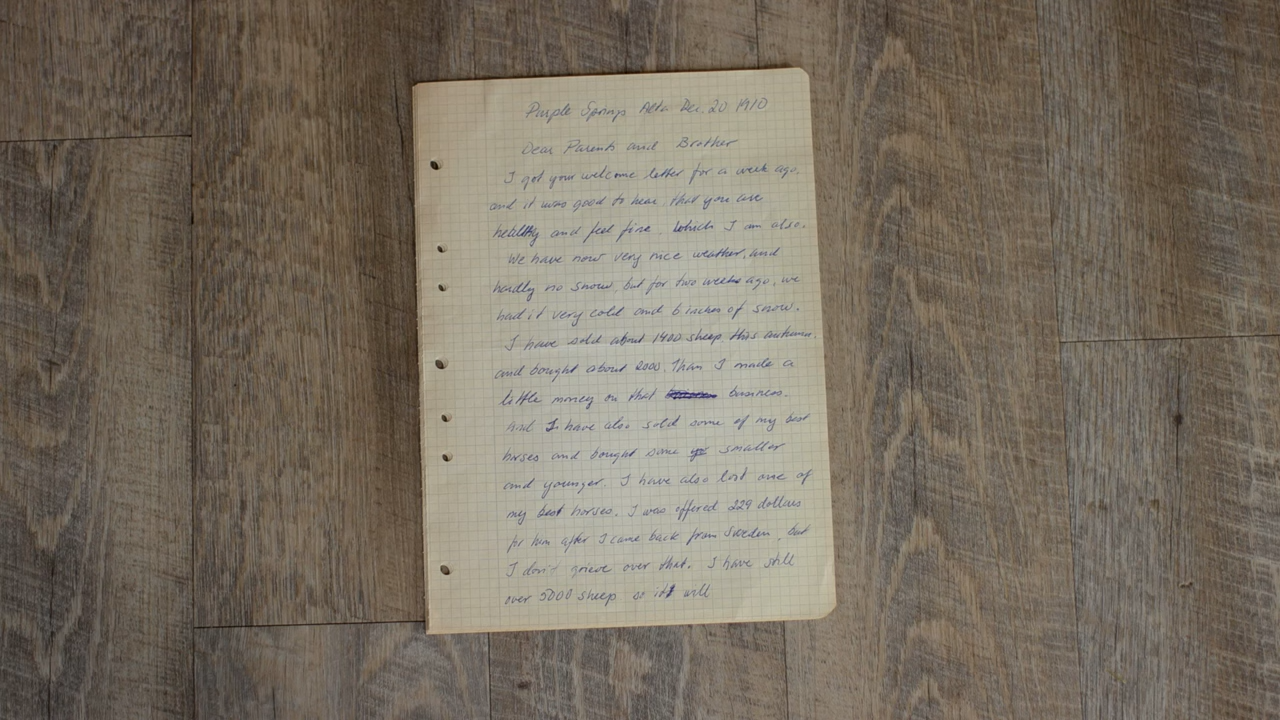 Purple Springs Alta Dec. 20 1910
Dear Parents and Brother
I got your welcome letter for a week ago,
and it was good to hear, that you are
healthy and feel fine, which I am also.
We have now very nice weather, and
hardly no snow, but for two weeks ago, we
had it very cold and 6 inches of snow.
I have sold about 1400 sheep this autumn,
and bought about 2000. Than I made a
little money on that business.
And I have also sold some of my best
horses and bought some smaller
and younger. I have also lost one of
my best horses. I was offered 229 dollars
for him after I came back from Sweden, but
I don't grieve over that. I have still
over 5000 sheep so it will